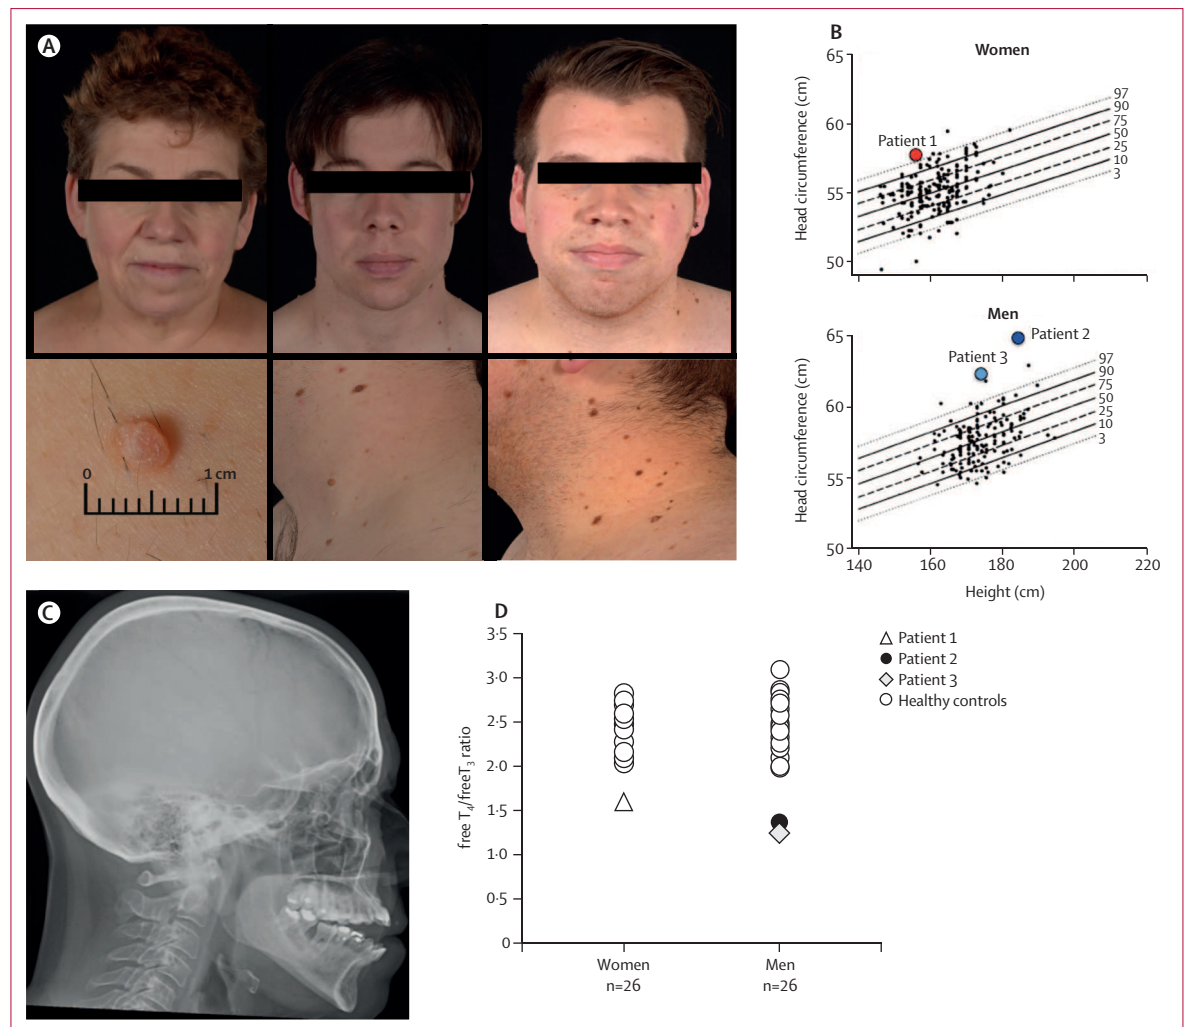 A
0 1 cm
B
Women
Head circumference (cm)
65
60
55
50
Patient 1
97
90
75
50
25
10
3
Men
Head circumference (cm)
65
60
55
50
Patient 2
Patient 3
97
90
75
50
25
10
3
140 160 180 200 220
Height (cm)
C
D
free T4/freeT3 ratio
3·5
3·0
2·5
2·0
1·5
1·0
0·5
0
Women Men
n=26 n=26
Patient 1
Patient 2
Patient 3
Healthy controls